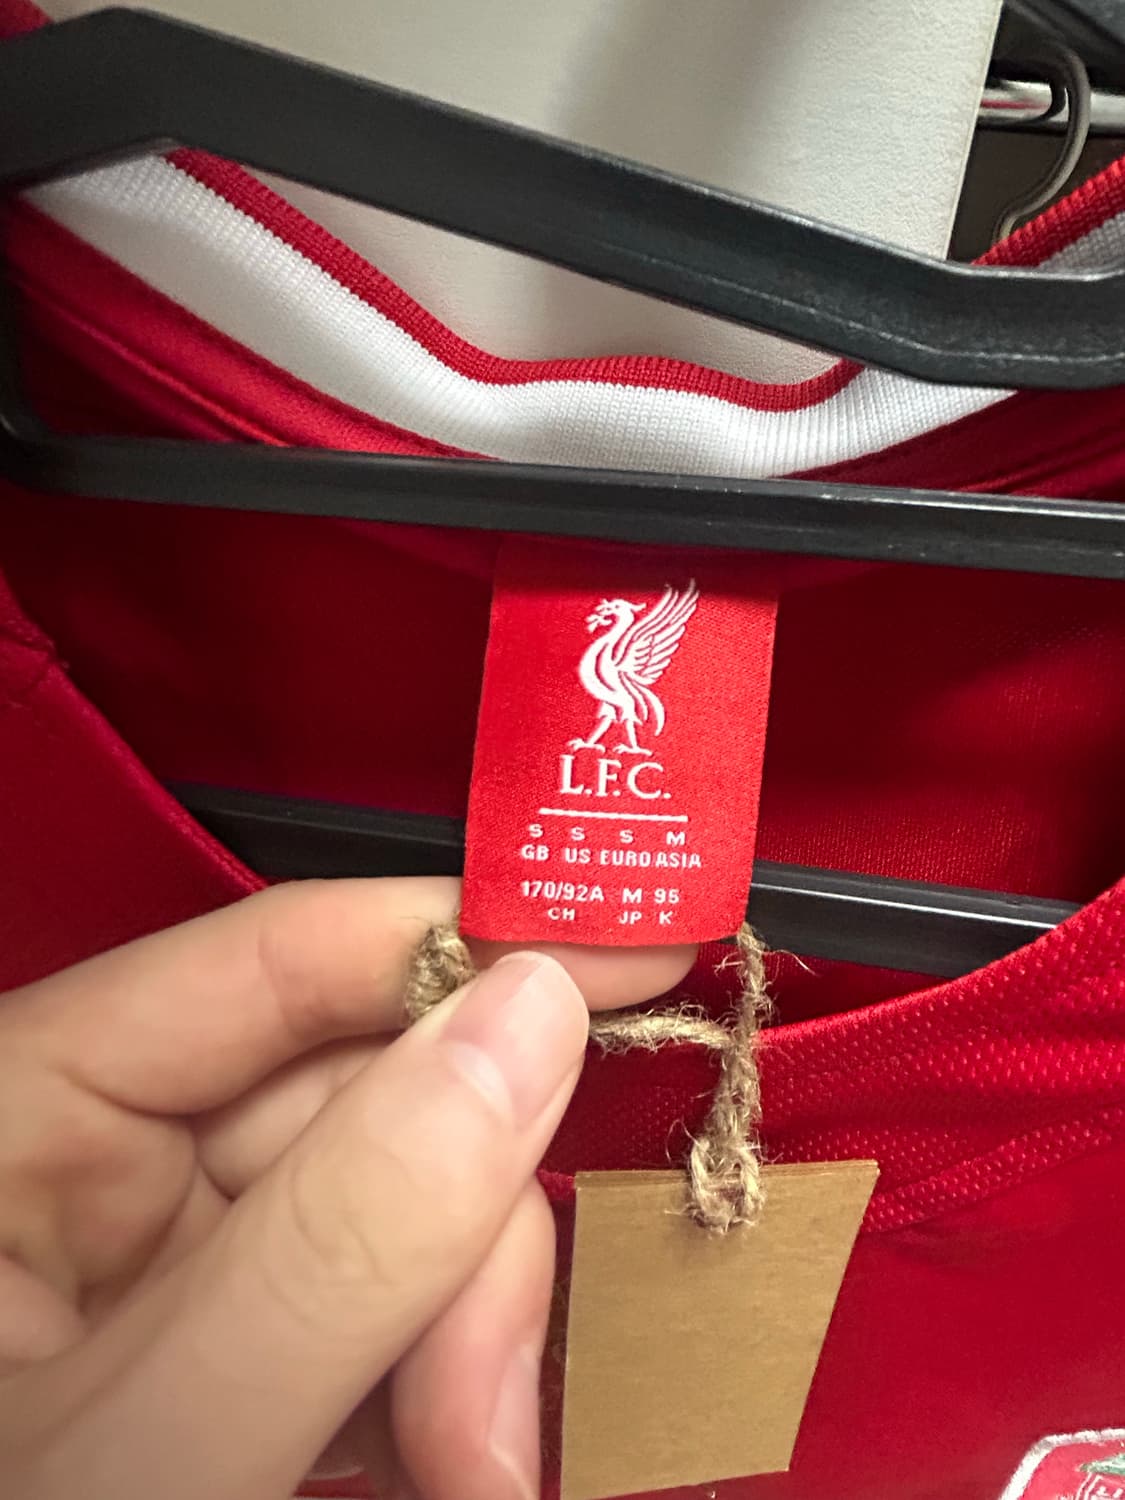 L.F.C.
S S S M
GB US EURO ASIA
170/92A M 95
CH JP K